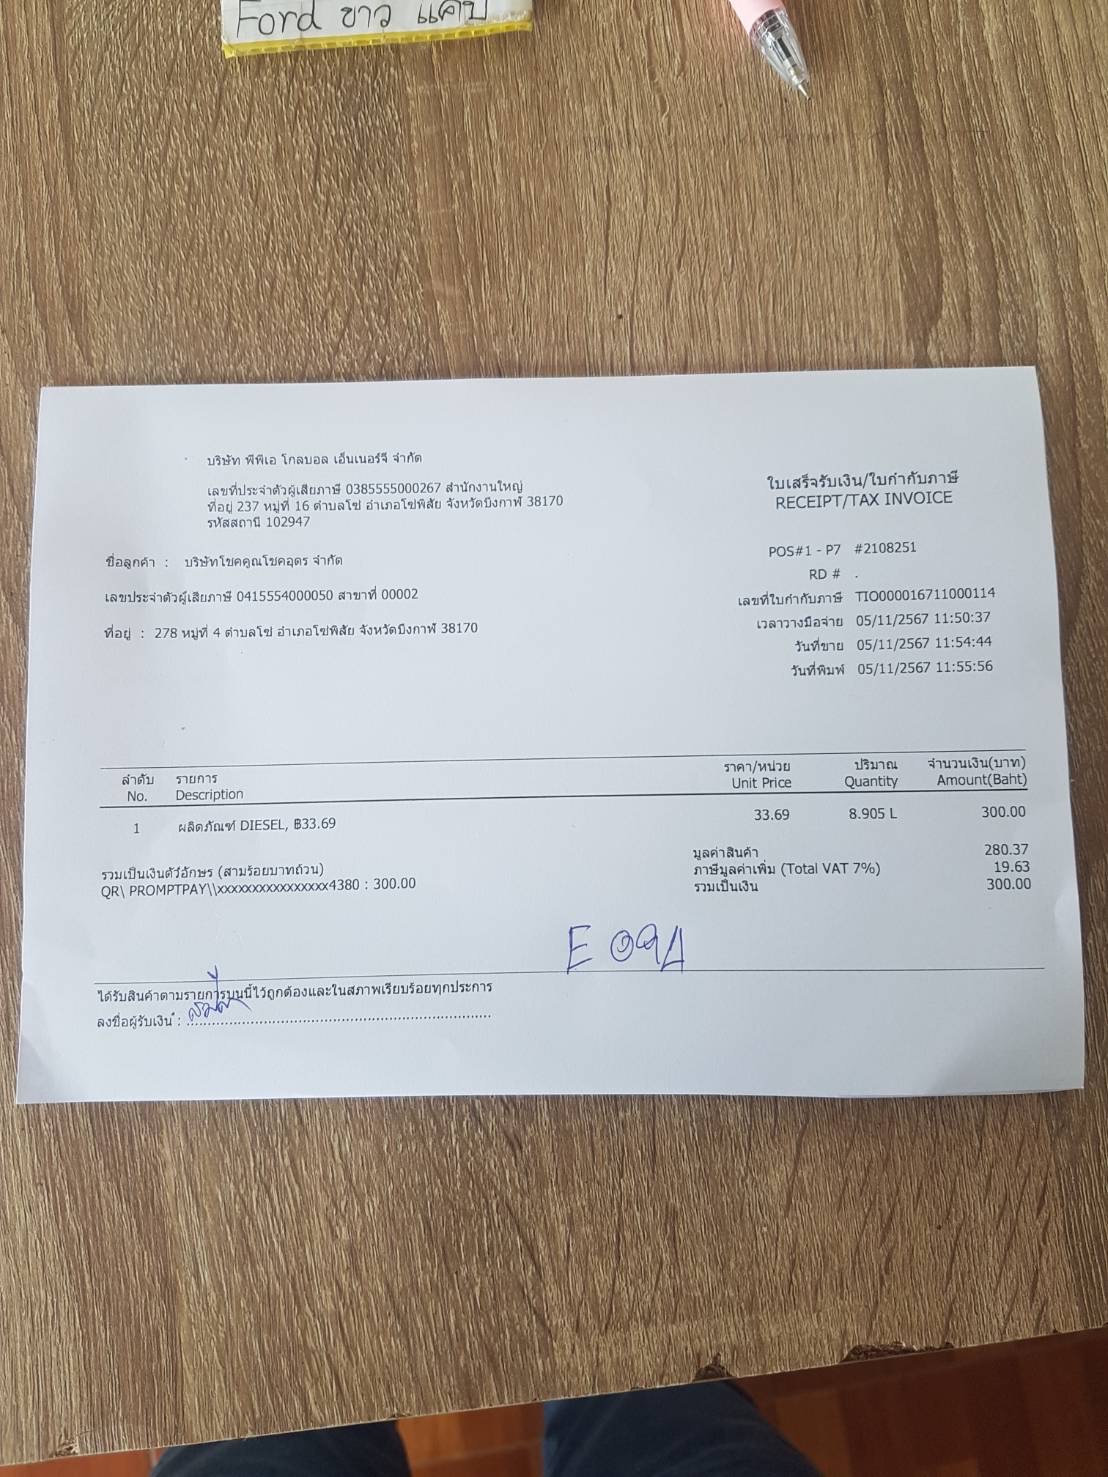 Ford ขาว แคป
บริษัท พีพีเอ โกลบอล เอ็นเนอร์จี จำกัด
เลขที่ประจำตัวผู้เสียภาษี 0385555000267 สำนักงานใหญ่
ที่อยู่ 237 หมู่ที่ 16 ตำบลโซ่ อำเภอโซ่พิสัย จังหวัดบึงกาฬ 38170
รหัสสถานี 102947
ใบเสร็จรับเงิน/ใบกำกับภาษี
RECEIPT/TAX INVOICE
ชื่อลูกค้า : บริษัทโชคคูณโชคอุดร จำกัด
เลขประจำตัวผู้เสียภาษี 0415554000050 สาขาที่ 00002
ที่อยู่ : 278 หมู่ที่ 4 ตำบลโซ่ อำเภอโซ่พิสัย จังหวัดบึงกาฬ 38170
POS#1 - P7 #2108251
RD # .
เลขที่ใบกำกับภาษี TIO000016711000114
เวลาวางมือจ่าย 05/11/2567 11:50:37
วันที่ขาย 05/11/2567 11:54:44
วันที่พิมพ์ 05/11/2567 11:55:56
ลำดับ รายการ ราคา/หน่วย ปริมาณ จำนวนเงิน(บาท)
No. Description Unit Price Quantity Amount(Baht)
1 ผลิตภัณฑ์ DIESEL, ฿33.69 33.69 8.905 L 300.00
มูลค่าสินค้า 280.37
รวมเป็นเงินตัวอักษร (สามร้อยบาทถ้วน) ภาษีมูลค่าเพิ่ม (Total VAT 7%) 19.63
QR\ PROMPTPAY\\xxxxxxxxxxxxxxxx4380 : 300.00 รวมเป็นเงิน 300.00
ได้รับสินค้าตามรายการบนนี้ไว้ถูกต้องและในสภาพเรียบร้อยทุกประการ
ลงชื่อผู้รับเงิน :